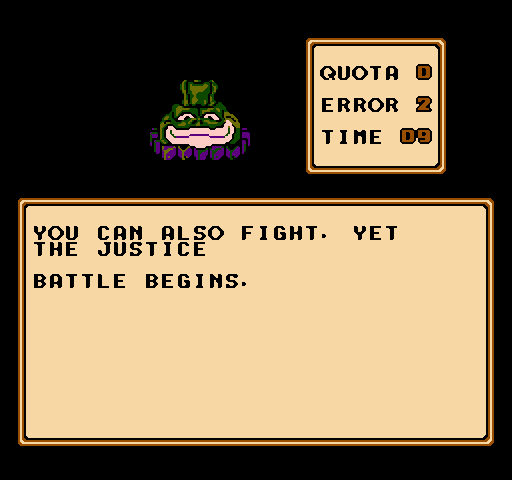 QUOTA 0
ERROR 2
TIME 09
YOU CAN ALSO FIGHT. YET
THE JUSTICE
BATTLE BEGINS.